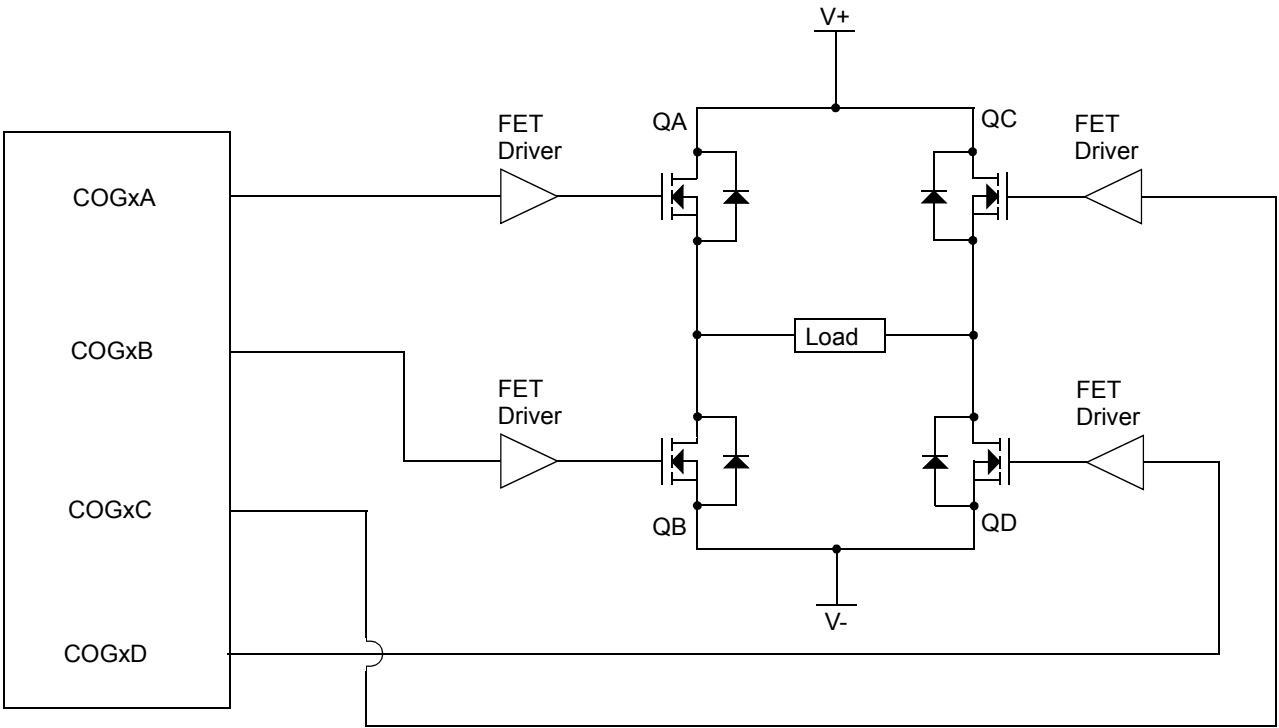 V+
QA
QC
FET
Driver
FET
Driver
COGxA
COGxB
Load
FET
Driver
FET
Driver
COGxC
QB
QD
V-
COGxD